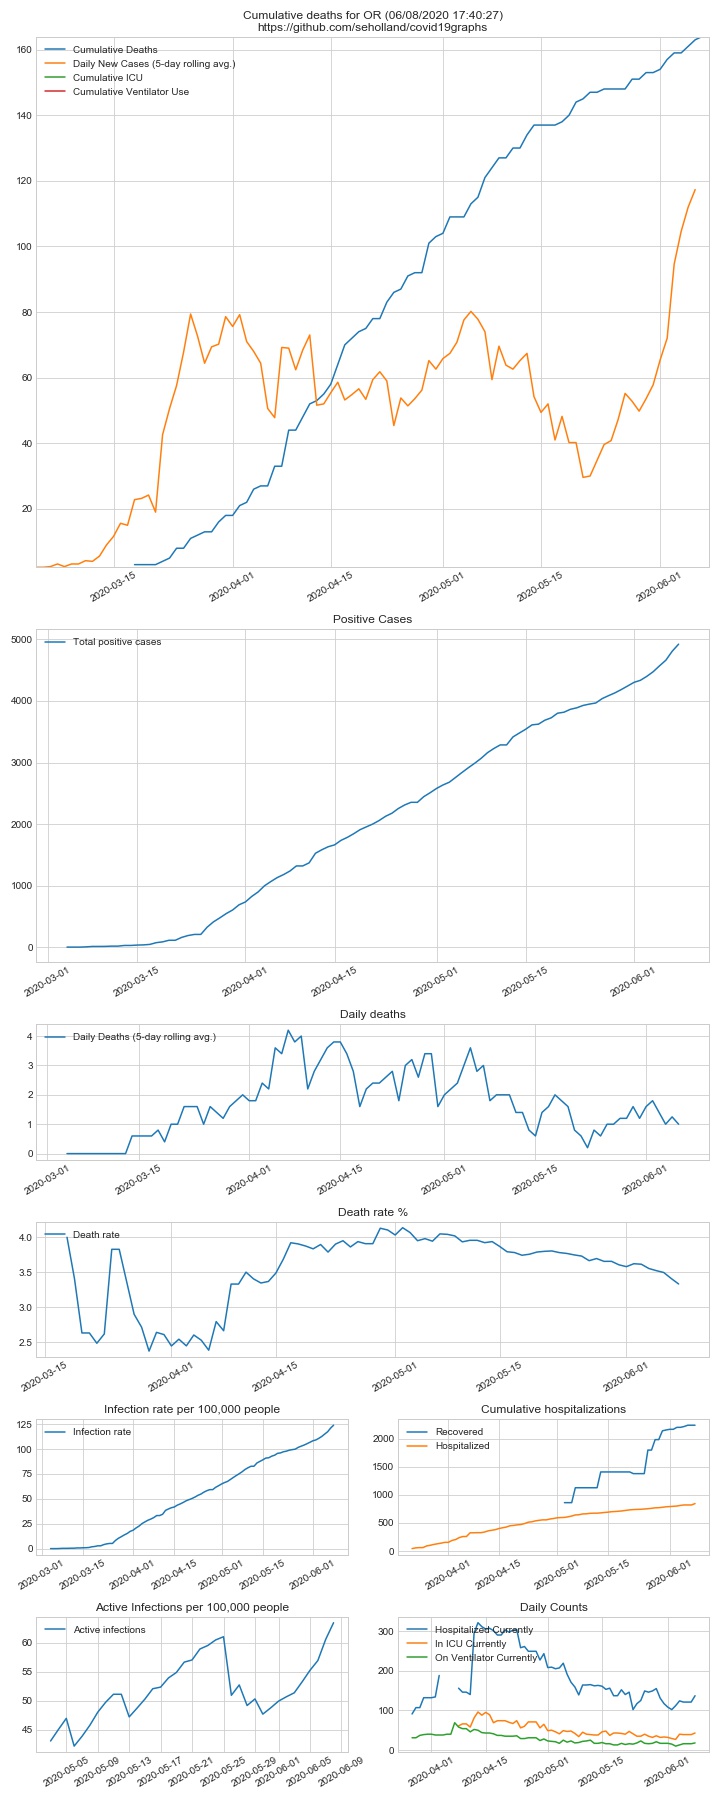 Cumulative deaths for OR (06/08/2020 17:40:27)
https://github.com/seholland/covid19graphs
Cumulative Deaths
Daily New Cases (5-day rolling avg.)
Cumulative ICU
Cumulative Ventilator Use
160
140
120
100
80
60
40
20
2020-03-15 2020-04-01 2020-04-15 2020-05-01 2020-05-15 2020-06-01
Positive Cases
Total positive cases
5000
4000
3000
2000
1000
0
2020-03-01 2020-03-15 2020-04-01 2020-04-15 2020-05-01 2020-05-15 2020-06-01
Daily deaths
Daily Deaths (5-day rolling avg.)
4
3
2
1
0
2020-03-01 2020-03-15 2020-04-01 2020-04-15 2020-05-01 2020-05-15 2020-06-01
Death rate %
Death rate
4.0
3.5
3.0
2.5
2020-03-15 2020-04-01 2020-04-15 2020-05-01 2020-05-15 2020-06-01
Infection rate per 100,000 people
Infection rate
125
100
75
50
25
0
2020-03-01 2020-03-15 2020-04-01 2020-04-15 2020-05-01 2020-05-15 2020-06-01
Cumulative hospitalizations
Recovered
Hospitalized
2000
1500
1000
500
0
2020-04-01 2020-04-15 2020-05-01 2020-05-15 2020-06-01
Active Infections per 100,000 people
Active infections
60
55
50
45
2020-05-05 2020-05-09 2020-05-13 2020-05-17 2020-05-21 2020-05-25 2020-05-29 2020-06-01 2020-06-05 2020-06-09
Daily Counts
Hospitalized Currently
In ICU Currently
On Ventilator Currently
300
200
100
0
2020-04-01 2020-04-15 2020-05-01 2020-05-15 2020-06-01